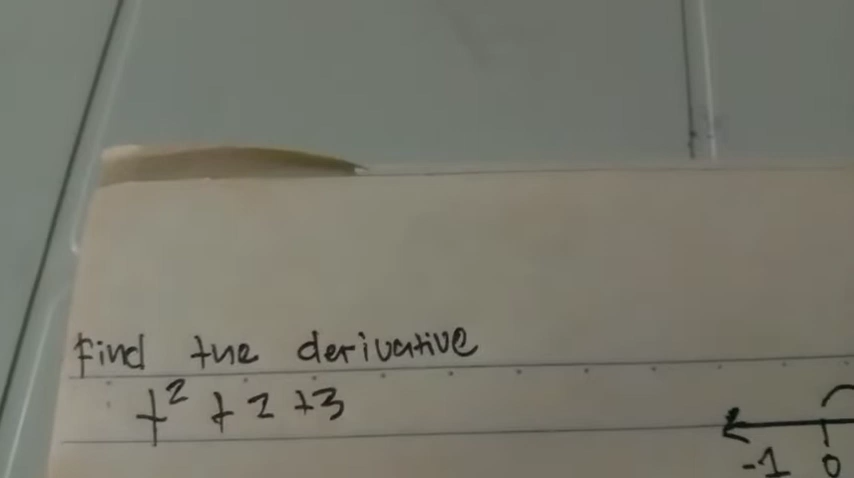 Find the derivative
t² + 2 + 3
-1 0